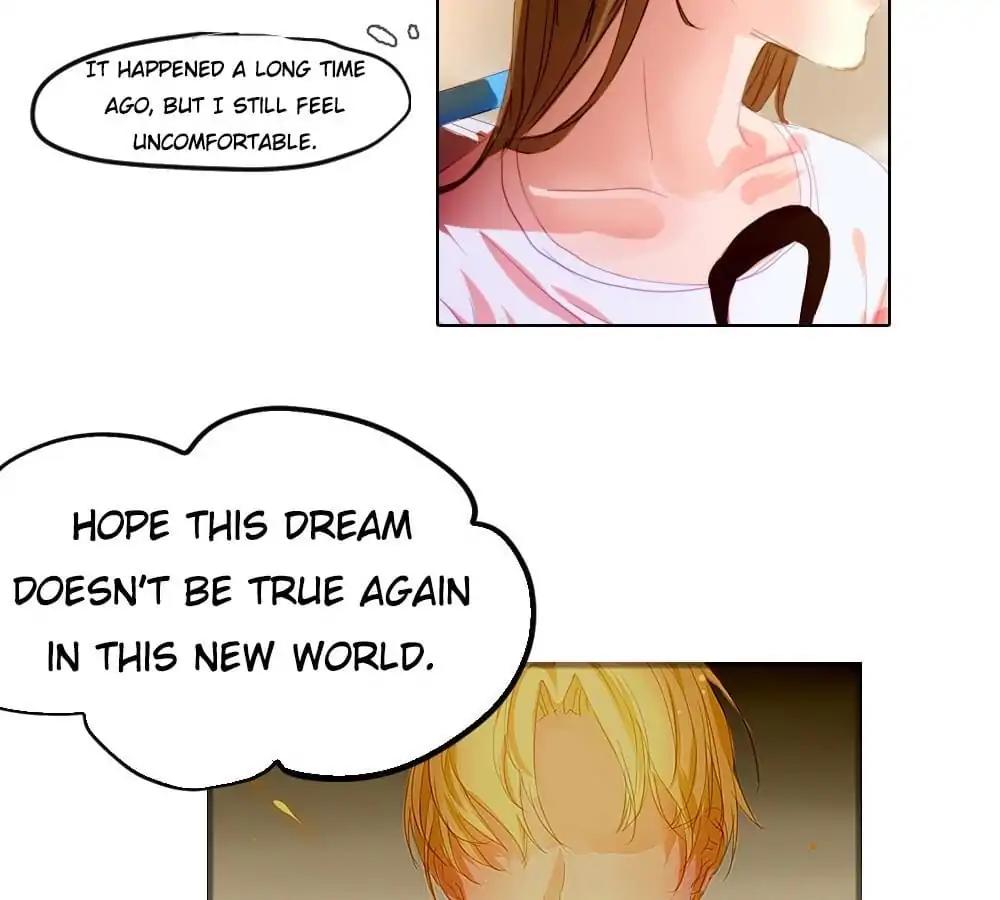 IT HAPPENED A LONG TIME
AGO, BUT I STILL FEEL
UNCOMFORTABLE.
HOPE THIS DREAM
DOESN'T BE TRUE AGAIN
IN THIS NEW WORLD.